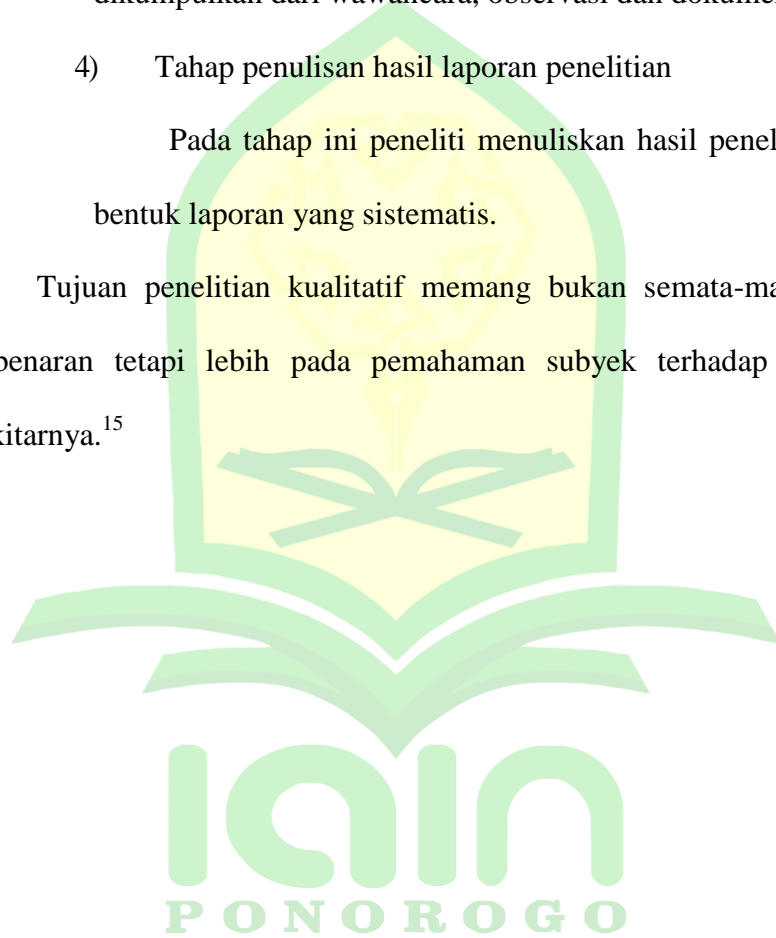 dikumpulkan dari wawancara, observasi dan dokume
4) Tahap penulisan hasil laporan penelitian
Pada tahap ini peneliti menuliskan hasil penel
bentuk laporan yang sistematis.
Tujuan penelitian kualitatif memang bukan semata-ma
benaran tetapi lebih pada pemahaman subyek terhadap
kitarnya.15
iain
PONOROGO